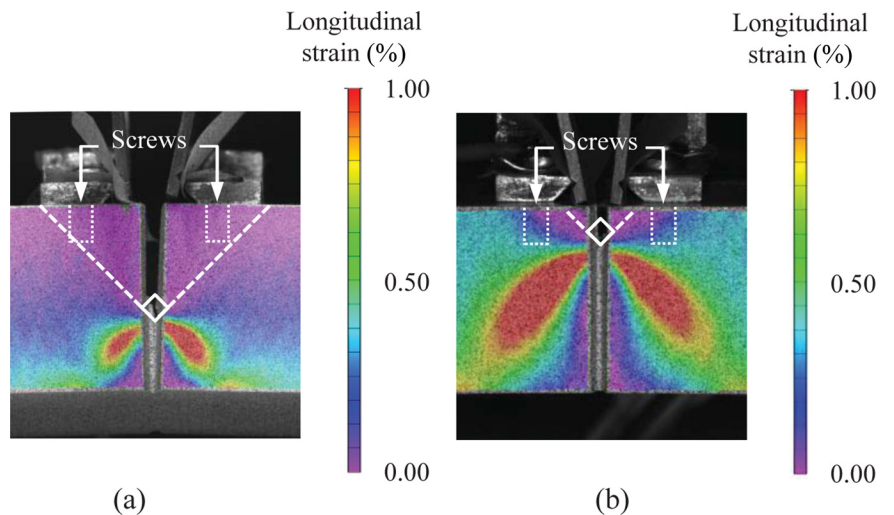 Longitudinal
strain (%)
1.00
Screws
0.50
0.00
(a)
Longitudinal
strain (%)
1.00
Screws
0.50
0.00
(b)